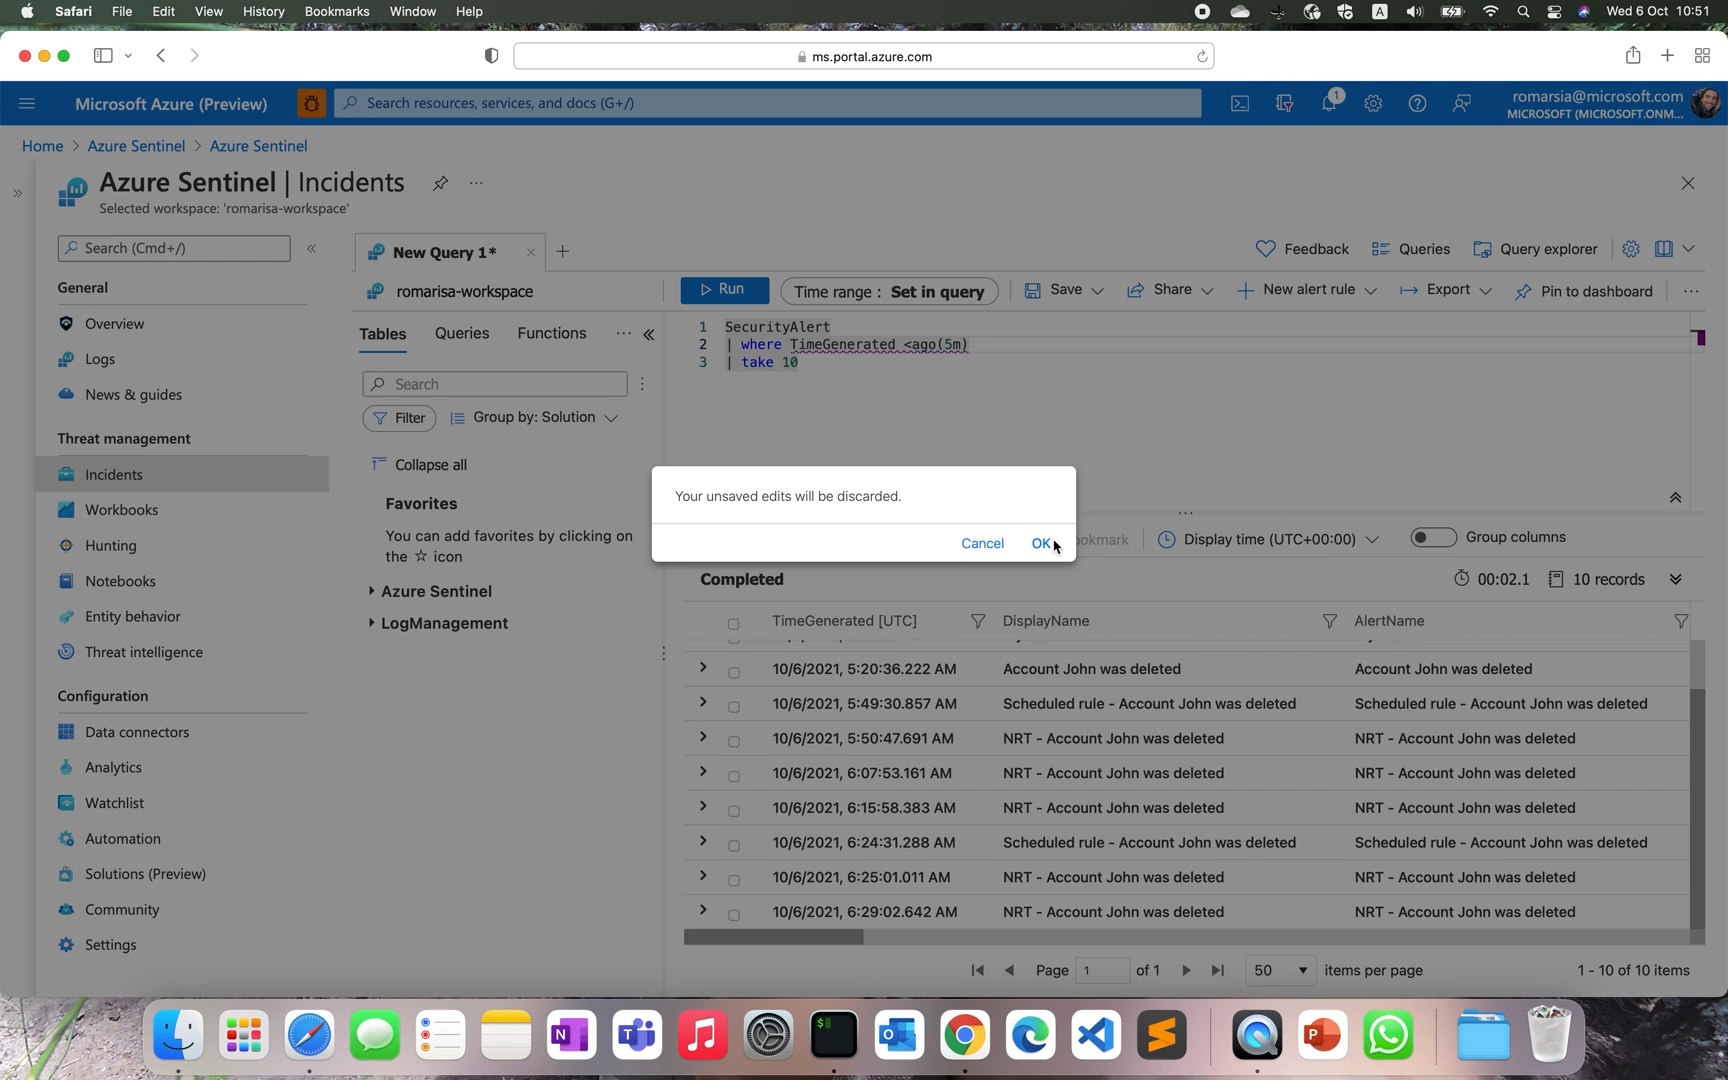 Safari File Edit View History Bookmarks Window Help
A Wed 6 Oct 10:51
ms.portal.azure.com
Microsoft Azure (Preview)
Search resources, services, and docs (G+/)
1
romarsia@microsoft.com
MICROSOFT (MICROSOFT.ONM...
Home > Azure Sentinel > Azure Sentinel
Azure Sentinel | Incidents
Selected workspace: 'romarisa-workspace'
Search (Cmd+/)
General
Overview
Logs
News & guides
Threat management
Incidents
Workbooks
Hunting
Notebooks
Entity behavior
Threat intelligence
Configuration
Data connectors
Analytics
Watchlist
Automation
Solutions (Preview)
Community
Settings
New Query 1*
Feedback Queries Query explorer
romarisa-workspace
Run Time range : Set in query Save Share New alert rule Export Pin to dashboard
Tables Queries Functions
Search
Filter Group by: Solution
Collapse all
Favorites
You can add favorites by clicking on
the ☆ icon
Azure Sentinel
LogManagement
1 SecurityAlert
2 | where TimeGenerated <ago(5m)
3 | take 10
Your unsaved edits will be discarded.
Cancel OK
ookmark Display time (UTC+00:00) Group columns
Completed 00:02.1 10 records
TimeGenerated [UTC] DisplayName AlertName
10/6/2021, 5:20:36.222 AM Account John was deleted Account John was deleted
10/6/2021, 5:49:30.857 AM Scheduled rule - Account John was deleted Scheduled rule - Account John was deleted
10/6/2021, 5:50:47.691 AM NRT - Account John was deleted NRT - Account John was deleted
10/6/2021, 6:07:53.161 AM NRT - Account John was deleted NRT - Account John was deleted
10/6/2021, 6:15:58.383 AM NRT - Account John was deleted NRT - Account John was deleted
10/6/2021, 6:24:31.288 AM Scheduled rule - Account John was deleted Scheduled rule - Account John was deleted
10/6/2021, 6:25:01.011 AM NRT - Account John was deleted NRT - Account John was deleted
10/6/2021, 6:29:02.642 AM NRT - Account John was deleted NRT - Account John was deleted
Page 1 of 1 50 items per page 1 - 10 of 10 items